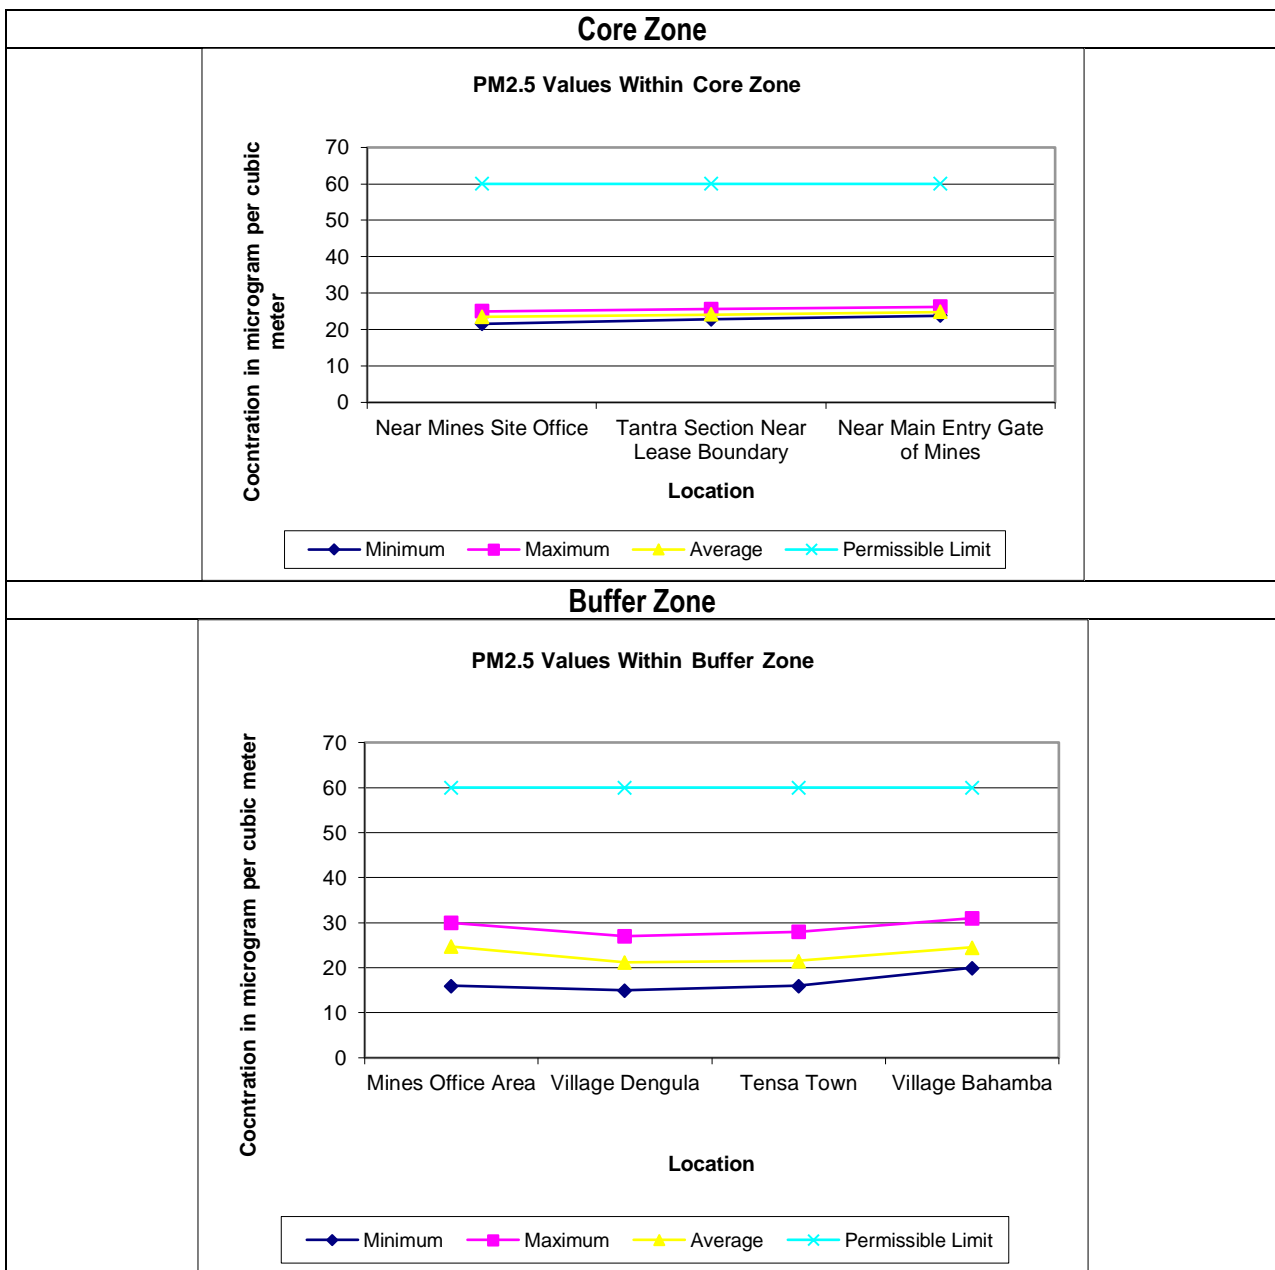 Core Zone
PM2.5 Values Within Core Zone
Cocntration in microgram per cubic
meter
70
60
50
40
30
20
10
0
Near Mines Site Office
Tantra Section Near
Lease Boundary
Near Main Entry Gate
of Mines
Location
Minimum Maximum Average Permissible Limit
Buffer Zone
PM2.5 Values Within Buffer Zone
Cocntration in microgram per cubic meter
70
60
50
40
30
20
10
0
Mines Office Area Village Dengula Tensa Town Village Bahamba
Location
Minimum Maximum Average Permissible Limit